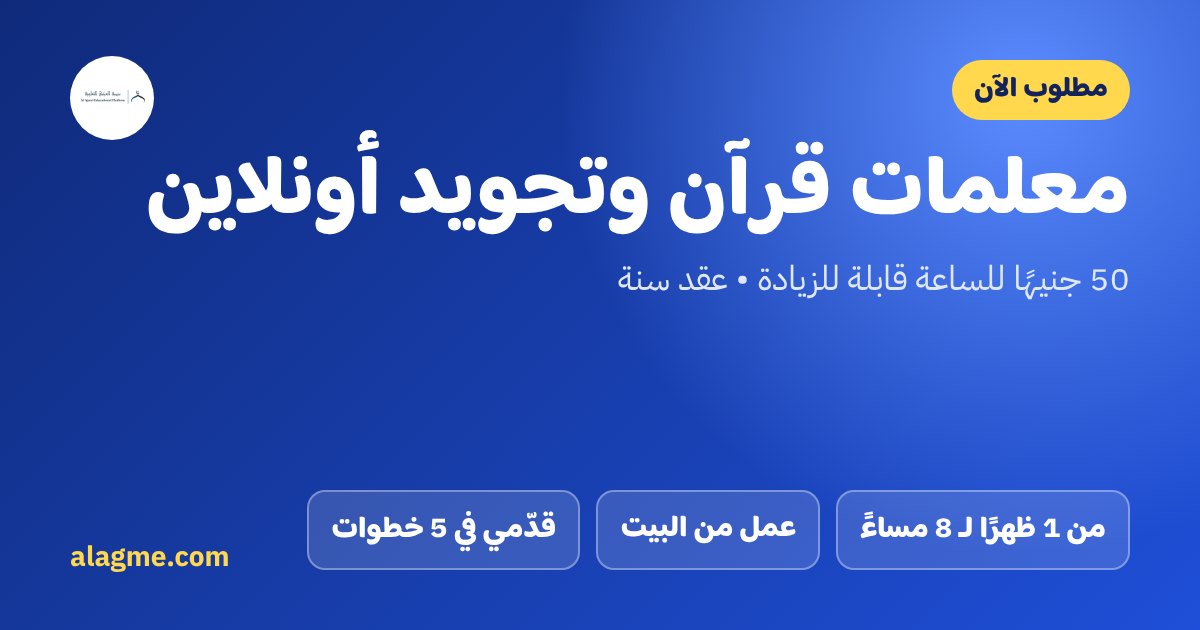 مطلوب الآن
معلمات قرآن وتجويد أونلاين
50 جنيهًا للساعة قابلة للزيادة • عقد سنة
من 1 ظهرًا لـ 8 مساءً
عمل من البيت
قدّمي في 5 خطوات
alagme.com